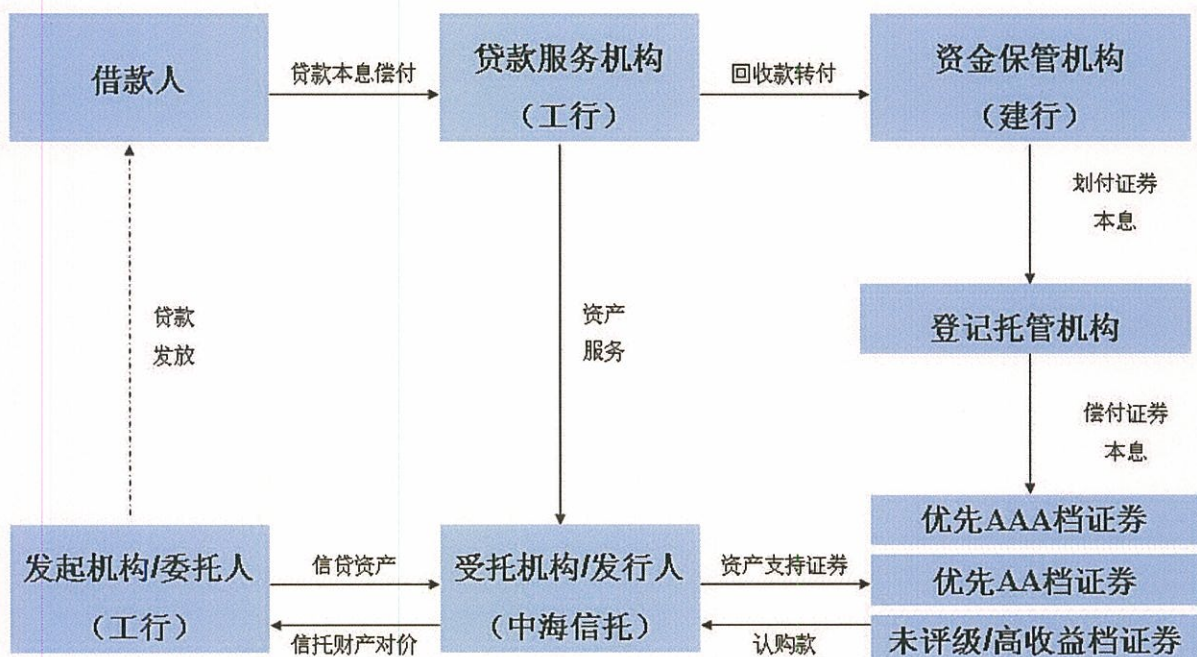 借款人
贷款本息偿付
贷款服务机构
（工行）
回收款转付
资金保管机构
（建行）
划付证券
本息
登记托管机构
贷款
发放
资产
服务
偿付证券
本息
发起机构/委托人
（工行）
信贷资产
信托财产对价
受托机构/发行人
（中海信托）
资产支持证券
认购款
优先AAA档证券
优先AA档证券
未评级/高收益档证券